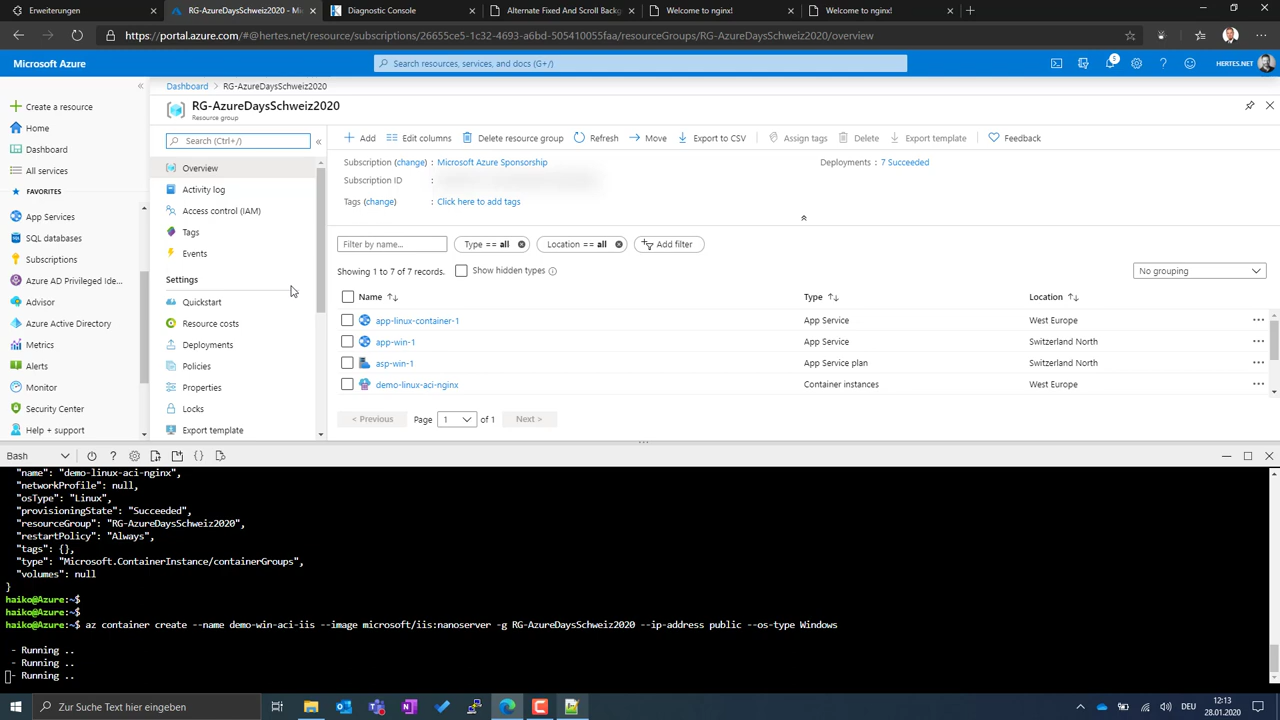 Erweiterungen
RG-AzureDaysSchweiz2020 - Mic
Diagnostic Console
Alternate Fixed And Scroll Backgr
Welcome to nginx!
Welcome to nginx!
https://portal.azure.com/#@hertes.net/resource/subscriptions/26655ce5-1c32-4693-a6bd-505410055faa/resourceGroups/RG-AzureDaysSchweiz2020/overview
Microsoft Azure
Search resources, services, and docs (G+/)
5
HERTES.NET
Create a resource
Home
Dashboard
All services
FAVORITES
App Services
SQL databases
Subscriptions
Azure AD Privileged Ide...
Advisor
Azure Active Directory
Metrics
Alerts
Monitor
Security Center
Help + support
Dashboard > RG-AzureDaysSchweiz2020
RG-AzureDaysSchweiz2020
Resource group
Search (Ctrl+/)
Overview
Activity log
Access control (IAM)
Tags
Events
Settings
Quickstart
Resource costs
Deployments
Policies
Properties
Locks
Export template
Add
Edit columns
Delete resource group
Refresh
Move
Export to CSV
Assign tags
Delete
Export template
Feedback
Subscription (change) : Microsoft Azure Sponsorship
Deployments : 7 Succeeded
Subscription ID :
Tags (change) : Click here to add tags
Filter by name...
Type == all
Location == all
Add filter
Showing 1 to 7 of 7 records.
Show hidden types
No grouping
Name Type Location
app-linux-container-1 App Service West Europe
app-win-1 App Service Switzerland North
asp-win-1 App Service plan Switzerland North
demo-linux-aci-nginx Container instances West Europe
< Previous Page 1 of 1 Next >
Bash
"name": "demo-linux-aci-nginx",
"networkProfile": null,
"osType": "Linux",
"provisioningState": "Succeeded",
"resourceGroup": "RG-AzureDaysSchweiz2020",
"restartPolicy": "Always",
"tags": {},
"type": "Microsoft.ContainerInstance/containerGroups",
"volumes": null
}
haiko@Azure:~$
haiko@Azure:~$
haiko@Azure:~$ az container create --name demo-win-aci-iis --image microsoft/iis:nanoserver -g RG-AzureDaysSchweiz2020 --ip-address public --os-type Windows
- Running ..
- Running ..
- Running ..
Zur Suche Text hier eingeben
DEU
12:13
28.01.2020